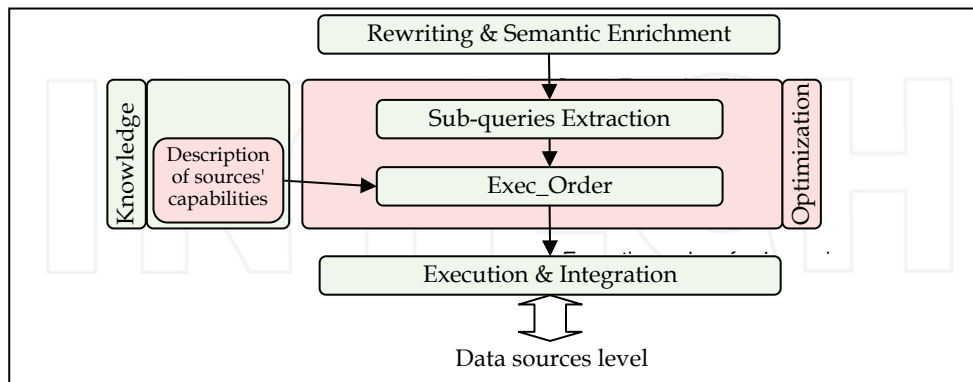 Rewriting & Semantic Enrichment
Knowledge
Sub-queries Extraction
Optimization
Description
of sources'
capabilities
Exec_Order
Execution & Integration
Data sources level